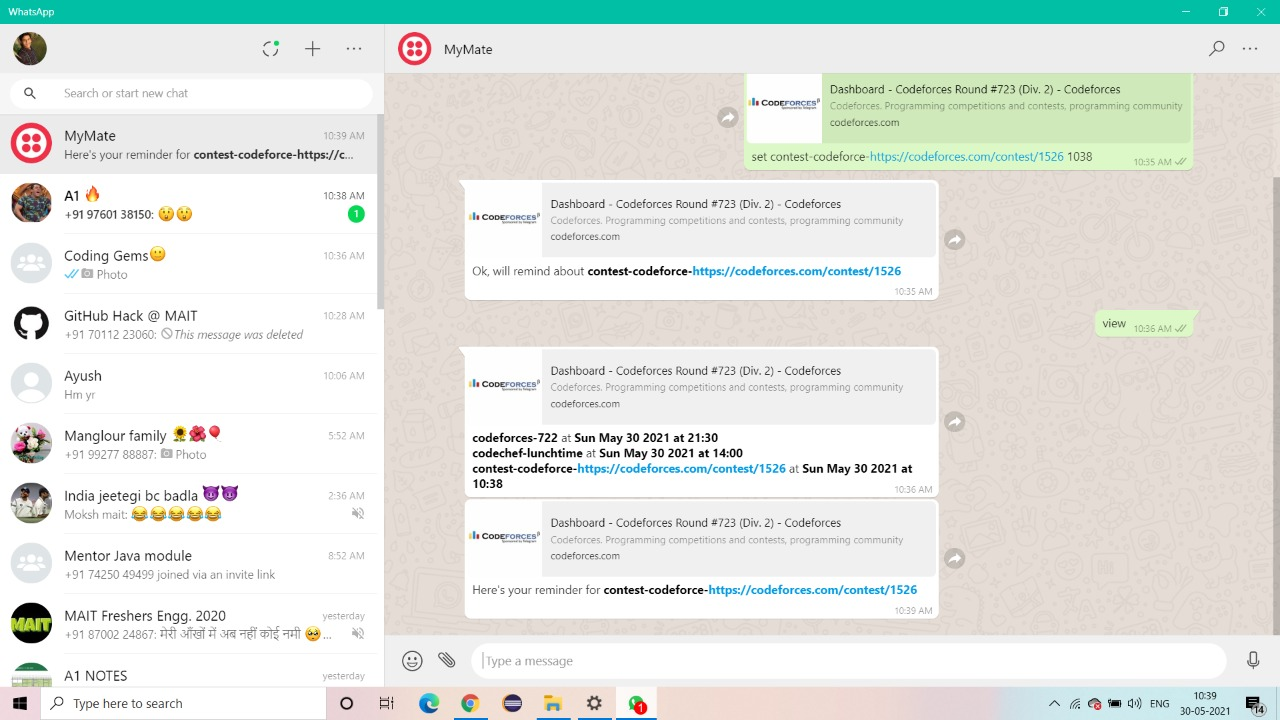 WhatsApp
Search or start new chat
MyMate 10:39 AM
Here's your reminder for contest-codeforce-https://c...
A1 🔥 10:38 AM
+91 97601 38150: 😲😲 1
Coding Gems🙂 10:36 AM
Photo
GitHub Hack @ MAIT 10:28 AM
+91 70112 23060: 🚫This message was deleted
Ayush 10:06 AM
Hm yr
Manglour family 🌻🌺🎈 5:52 AM
+91 99277 88887: 📷 Photo
India jeetegi bc badla 😈😈 2:36 AM
Moksh mait: 😂😂😂😂😂
Mentor Java module 8:52 AM
+91 74250 49499 joined via an invite link
MAIT
MAIT Freshers Engg. 2020 yesterday
+91 87002 24867: मेरी आँखों में अब नहीं कोई नमी 🥺...
A1 NOTES yesterday
MyMate
CODEFORCES
Dashboard - Codeforces Round #723 (Div. 2) - Codeforces
Codeforces. Programming competitions and contests, programming community
codeforces.com
set contest-codeforce-https://codeforces.com/contest/1526 1038 10:35 AM
CODEFORCES
Dashboard - Codeforces Round #723 (Div. 2) - Codeforces
Codeforces. Programming competitions and contests, programming community
codeforces.com
Ok, will remind about contest-codeforce-https://codeforces.com/contest/1526
10:35 AM
view 10:36 AM
CODEFORCES
Dashboard - Codeforces Round #723 (Div. 2) - Codeforces
Codeforces. Programming competitions and contests, programming community
codeforces.com
codeforces-722 at Sun May 30 2021 at 21:30
codechef-lunchtime at Sun May 30 2021 at 14:00
contest-codeforce-https://codeforces.com/contest/1526 at Sun May 30 2021 at
10:38
10:36 AM
CODEFORCES
Dashboard - Codeforces Round #723 (Div. 2) - Codeforces
Codeforces. Programming competitions and contests, programming community
codeforces.com
Here's your reminder for contest-codeforce-https://codeforces.com/contest/1526
10:39 AM
Type a message
Type here to search
1
ENG
10:39
30-05-2021
14